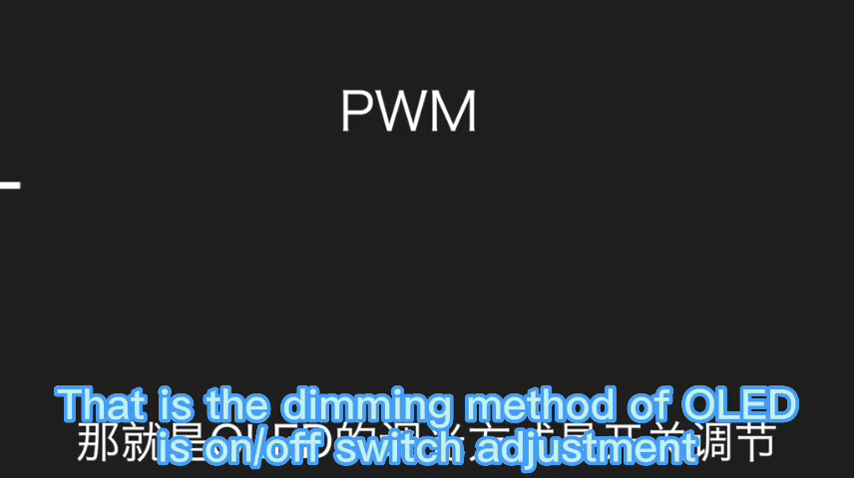 PWM
That is the dimming method of OLED
is on/off switch adjustment
那就是OLED的调光方式是开关调节